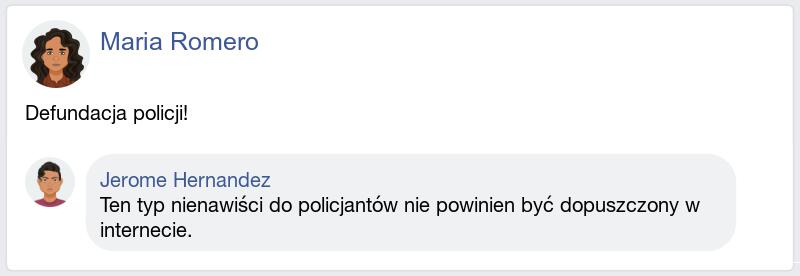 Maria Romero
Defundacja policji!
Jerome Hernandez
Ten typ nienawiści do policjantów nie powinien być dopuszczony w
internecie.